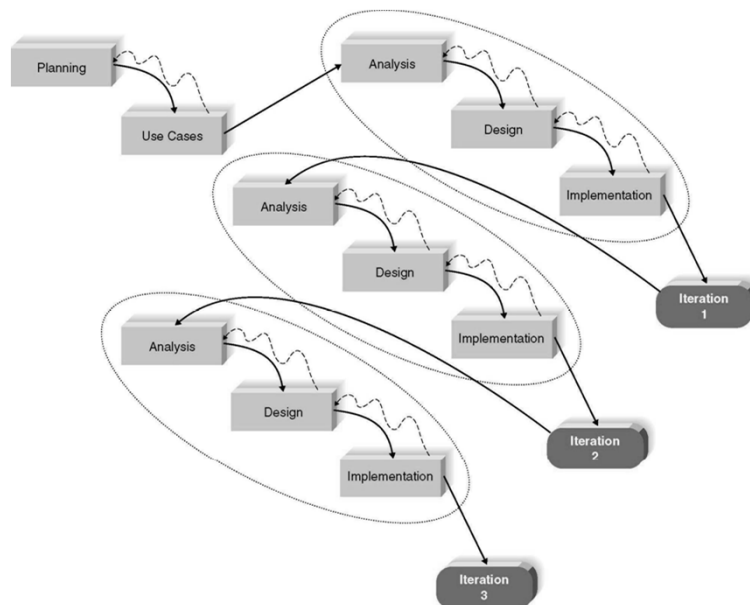 Planning
Use Cases
Analysis
Design
Implementation
Iteration
1
Analysis
Design
Implementation
Iteration
2
Analysis
Design
Implementation
Iteration
3